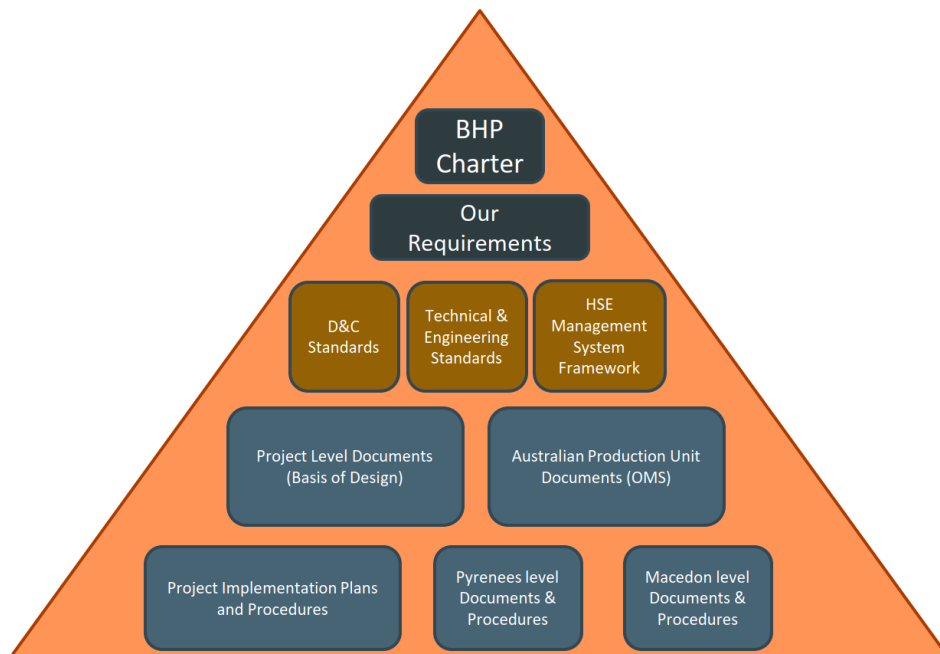 BHP
Charter
Our
Requirements
D&C
Standards
Technical &
Engineering
Standards
HSE
Management
System
Framework
Project Level Documents
(Basis of Design)
Australian Production Unit
Documents (OMS)
Project Implementation Plans
and Procedures
Pyrenees level
Documents &
Procedures
Macedon level
Documents &
Procedures